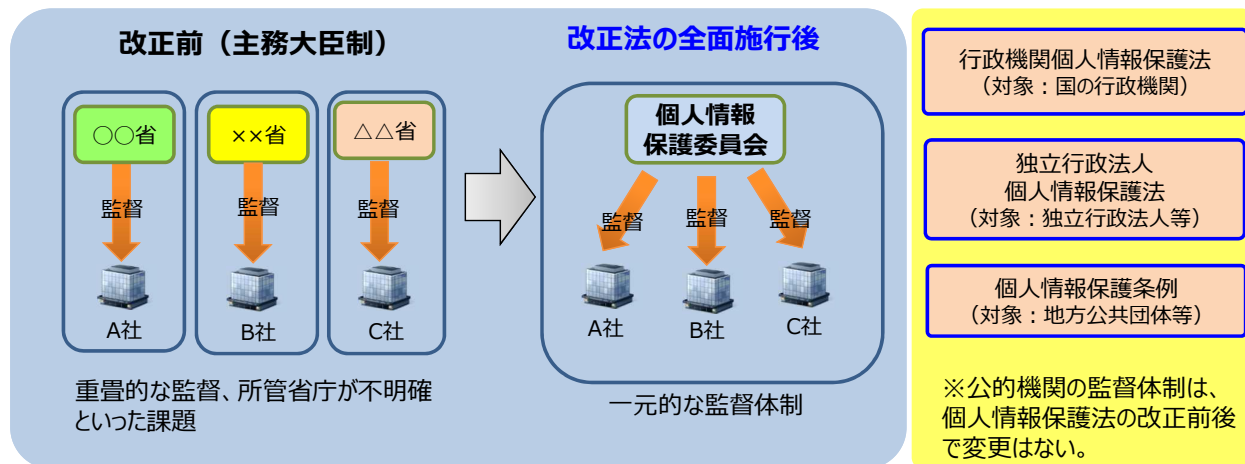 改正前（主務大臣制）
○○省
××省
△△省
監督
監督
監督
A社
B社
C社
重畳的な監督、所管省庁が不明確
といった課題
改正法の全面施行後
個人情報
保護委員会
監督
監督
監督
A社
B社
C社
一元的な監督体制
行政機関個人情報保護法
（対象：国の行政機関）
独立行政法人
個人情報保護法
（対象：独立行政法人等）
個人情報保護条例
（対象：地方公共団体等）
※公的機関の監督体制は、
個人情報保護法の改正前後
で変更はない。